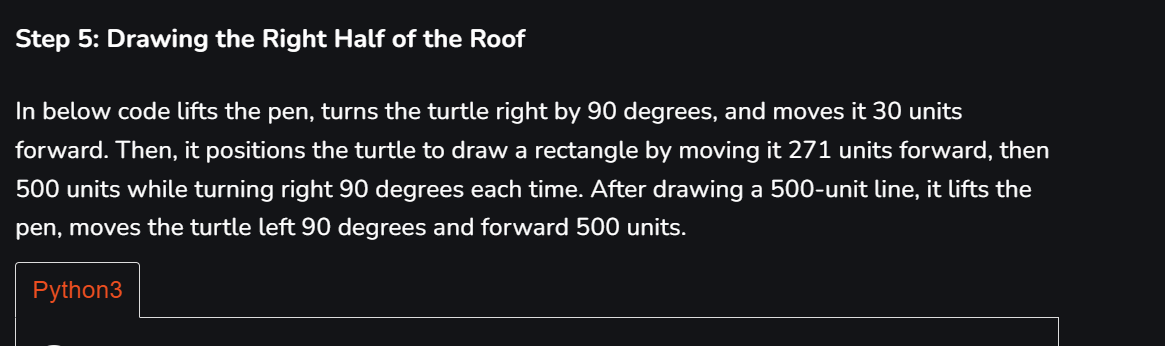 Step 5: Drawing the Right Half of the Roof
In below code lifts the pen, turns the turtle right by 90 degrees, and moves it 30 units
forward. Then, it positions the turtle to draw a rectangle by moving it 271 units forward, then
500 units while turning right 90 degrees each time. After drawing a 500-unit line, it lifts the
pen, moves the turtle left 90 degrees and forward 500 units.
Python3